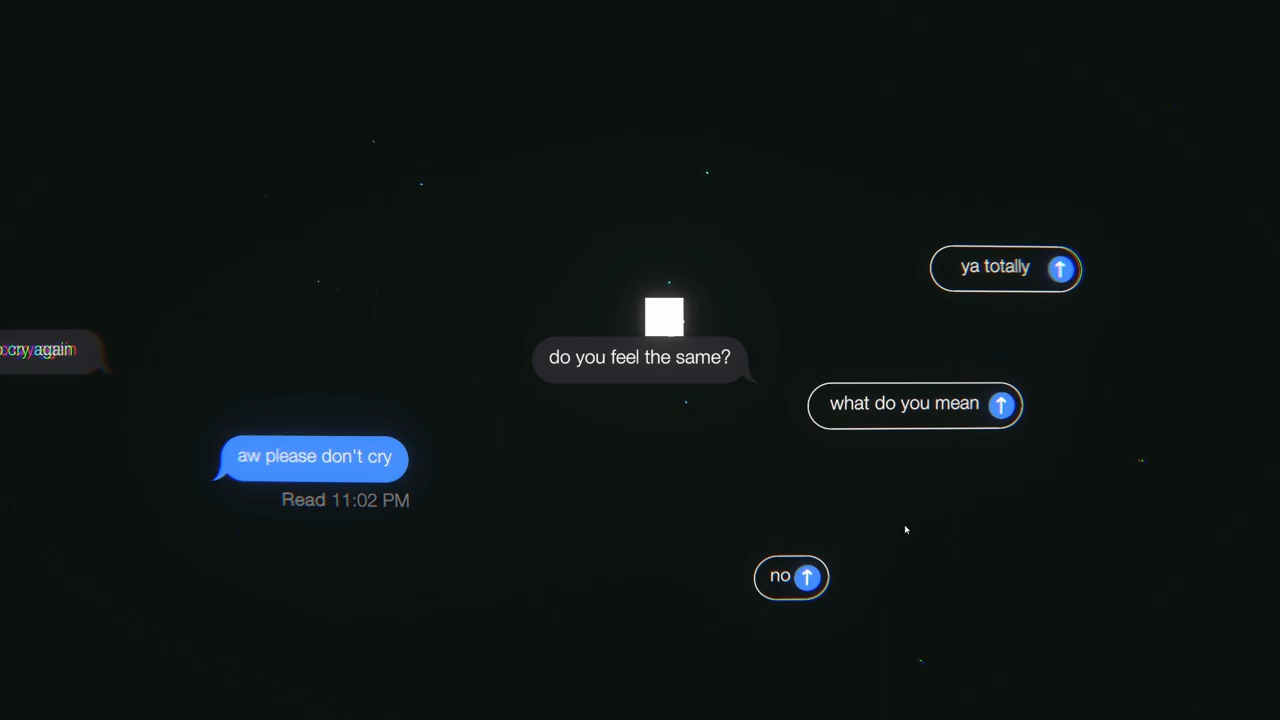 cry again
aw please don't cry
Read 11:02 PM
do you feel the same?
ya totally
what do you mean
no